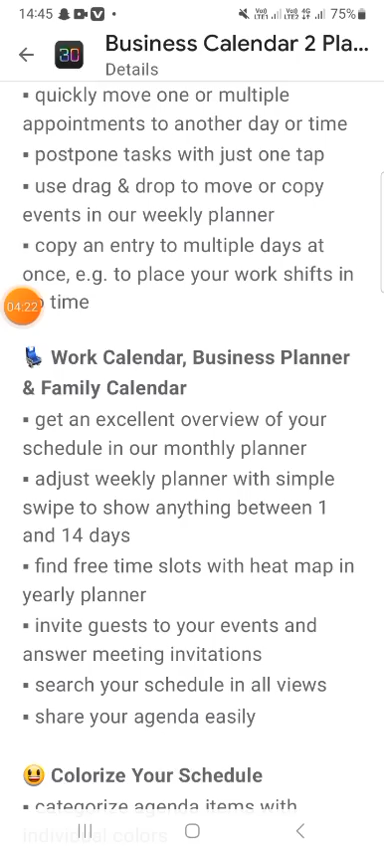 14:45 75%
30 Business Calendar 2 Pla...
Details
▪ quickly move one or multiple
appointments to another day or time
▪ postpone tasks with just one tap
▪ use drag & drop to move or copy
events in our weekly planner
▪ copy an entry to multiple days at
once, e.g. to place your work shifts in
04:22 time
💺 Work Calendar, Business Planner
& Family Calendar
▪ get an excellent overview of your
schedule in our monthly planner
▪ adjust weekly planner with simple
swipe to show anything between 1
and 14 days
▪ find free time slots with heat map in
yearly planner
▪ invite guests to your events and
answer meeting invitations
▪ search your schedule in all views
▪ share your agenda easily
😃 Colorize Your Schedule
▪ categorize agenda items with
individual colors